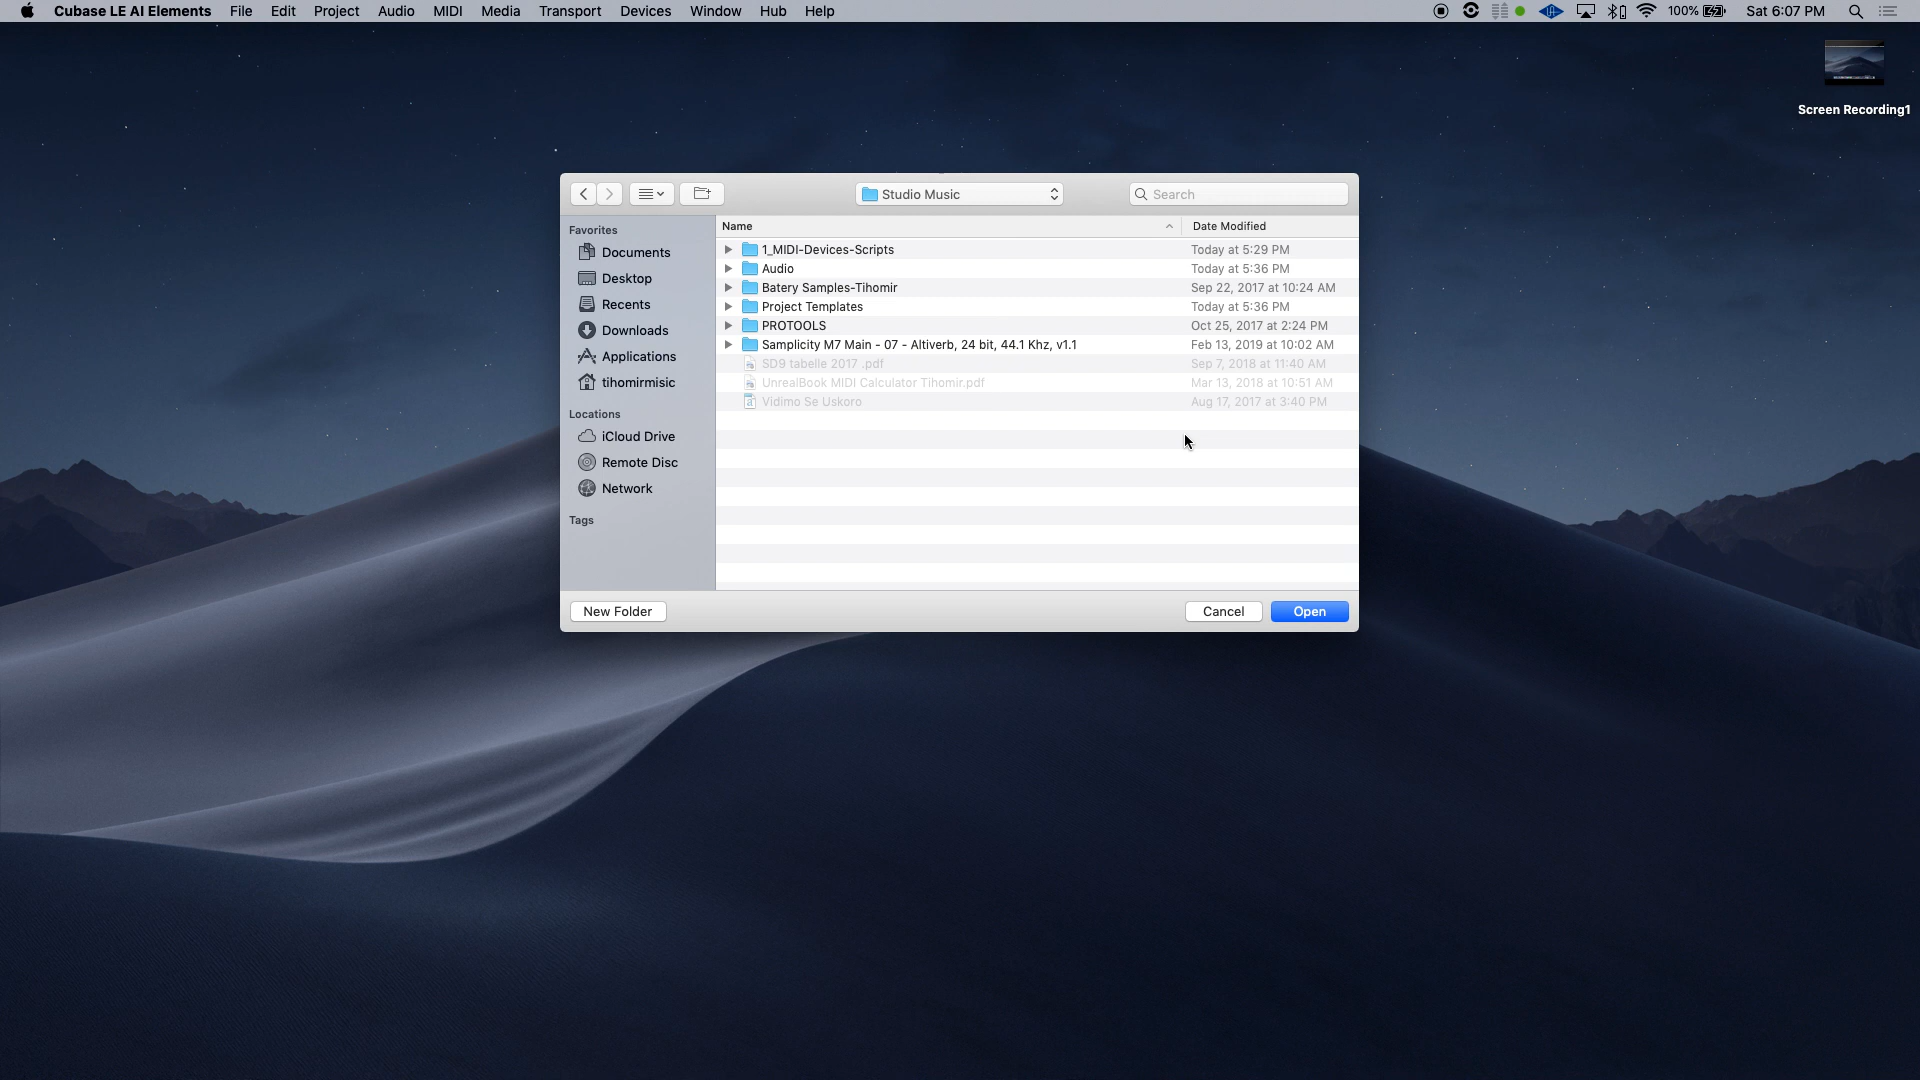 Cubase LE AI Elements File Edit Project Audio MIDI Media Transport Devices Window Hub Help 100% Sat 6:07 PM
Screen Recording1
Studio Music Search
Favorites
Documents
Desktop
Recents
Downloads
Applications
tihomirmisic
Locations
iCloud Drive
Remote Disc
Network
Tags
Name Date Modified
1_MIDI-Devices-Scripts Today at 5:29 PM
Audio Today at 5:36 PM
Batery Samples-Tihomir Sep 22, 2017 at 10:24 AM
Project Templates Today at 5:36 PM
PROTOOLS Oct 25, 2017 at 2:24 PM
Samplicity M7 Main - 07 - Altiverb, 24 bit, 44.1 Khz, v1.1 Feb 13, 2019 at 10:02 AM
SD9 tabelle 2017 .pdf Sep 7, 2018 at 11:40 AM
UnrealBook MIDI Calculator Tihomir.pdf Mar 13, 2018 at 10:51 AM
Vidimo Se Uskoro Aug 17, 2017 at 3:40 PM
New Folder Cancel Open